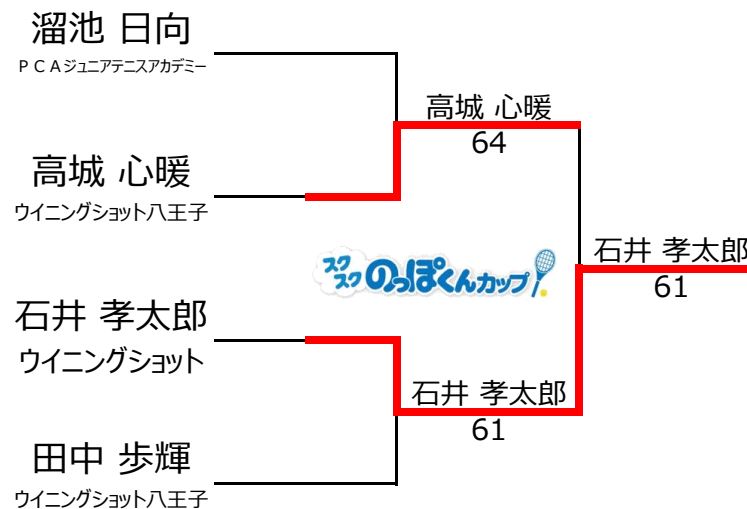 溜池 日向
ＰＣＡジュニアテニスアカデミー
高城 心暖
64
高城 心暖
ウイニングショット八王子
石井 孝太郎
61
スクスクのっぽくんカップ
石井 孝太郎
ウイニングショット
石井 孝太郎
61
田中 歩輝
ウイニングショット八王子